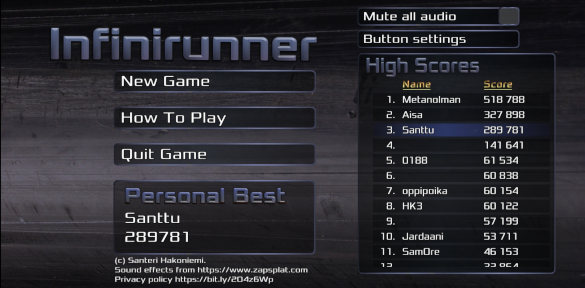 Infinirunner
New Game
How To Play
Quit Game
Personal Best
Santtu
289781
(c) Santeri Hakoniemi.
Sound effects from https://www.zapsplat.com
Privacy policy https://bit.ly/2O4z6Wp
Mute all audio
Button settings
High Scores
Name Score
1. Metanolman 518 788
2. Aisa 327 898
3. Santtu 289 781
4. 141 641
5. 0188 61 534
6. 60 838
7. oppipoika 60 154
8. HK3 60 122
9. 57 199
10. Jardaani 53 711
11. Sam0re 46 153